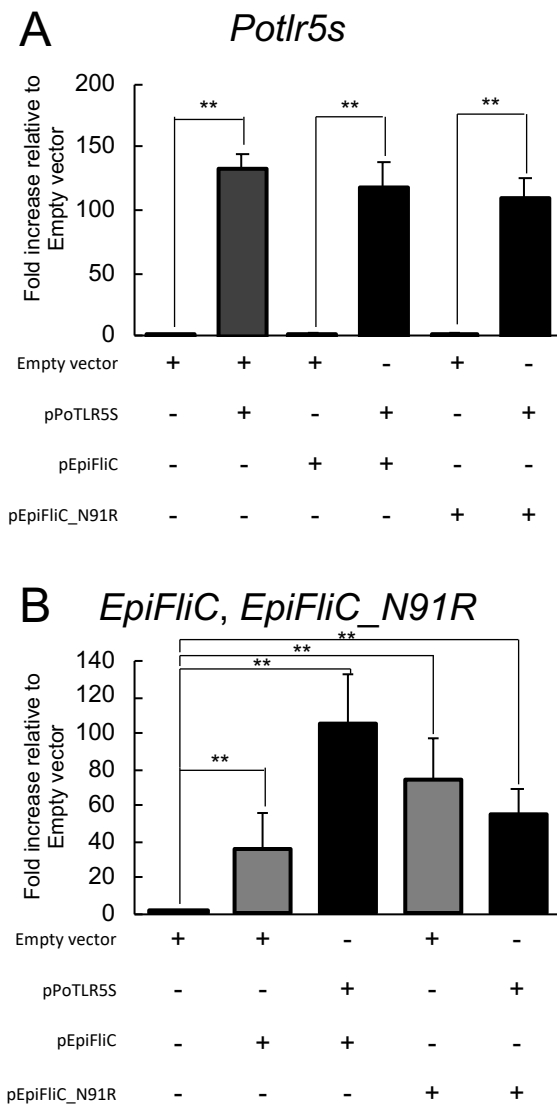 A Potlr5s
Fold increase relative to
Empty vector
200
150
100
50
0
** ** **
Empty vector + + + - + -
pPoTLR5S - + - + - +
pEpiFliC - - + + - -
pEpiFliC_N91R - - - - + +
B EpiFliC, EpiFliC_N91R
Fold increase relative to
Empty vector
140
120
100
80
60
40
20
0
**
**
**
**
Empty vector + + - + -
pPoTLR5S - - + - +
pEpiFliC - + + - -
pEpiFliC_N91R - - - + +